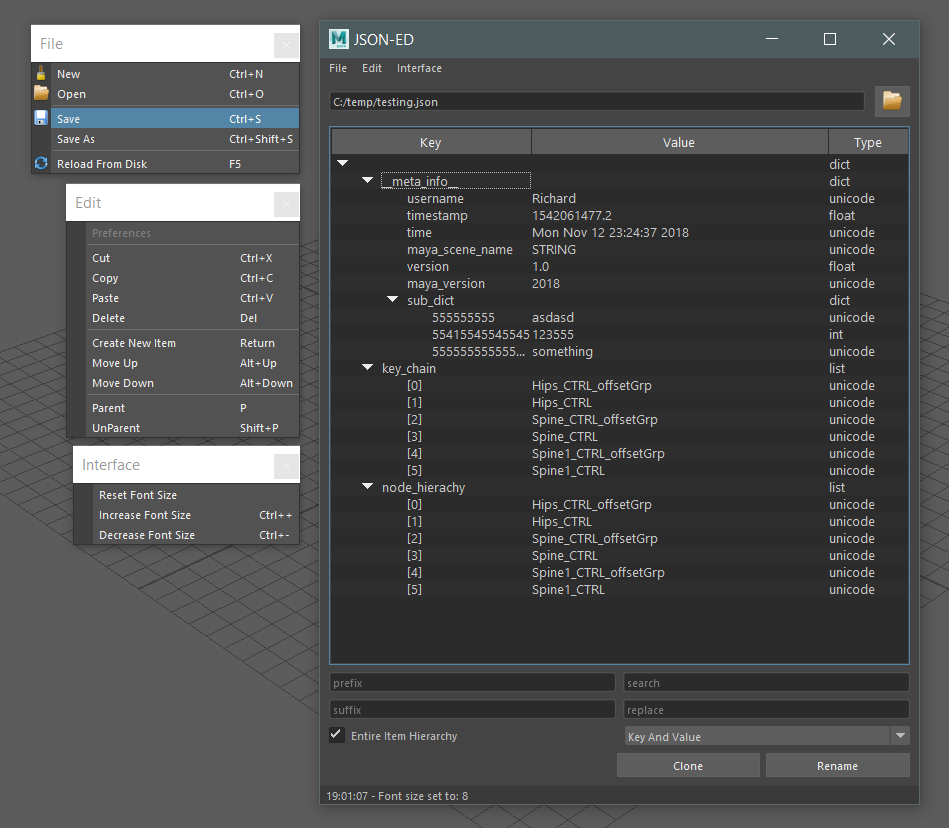 File
New Ctrl+N
Open Ctrl+O
Save Ctrl+S
Save As Ctrl+Shift+S
Reload From Disk F5
Edit
Preferences
Cut Ctrl+X
Copy Ctrl+C
Paste Ctrl+V
Delete Del
Create New Item Return
Move Up Alt+Up
Move Down Alt+Down
Parent P
UnParent Shift+P
Interface
Reset Font Size
Increase Font Size Ctrl++
Decrease Font Size Ctrl+-
M JSON-ED
File Edit Interface
C:/temp/testing.json
Key Value Type
dict
__meta_info__ dict
username Richard unicode
timestamp 1542061477.2 float
time Mon Nov 12 23:24:37 2018 unicode
maya_scene_name STRING unicode
version 1.0 float
maya_version 2018 unicode
sub_dict dict
555555555 asdasd unicode
55415545545545 123555 int
555555555555... something unicode
key_chain list
[0] Hips_CTRL_offsetGrp unicode
[1] Hips_CTRL unicode
[2] Spine_CTRL_offsetGrp unicode
[3] Spine_CTRL unicode
[4] Spine1_CTRL_offsetGrp unicode
[5] Spine1_CTRL unicode
node_hierachy list
[0] Hips_CTRL_offsetGrp unicode
[1] Hips_CTRL unicode
[2] Spine_CTRL_offsetGrp unicode
[3] Spine_CTRL unicode
[4] Spine1_CTRL_offsetGrp unicode
[5] Spine1_CTRL unicode
prefix search
suffix replace
Entire Item Hierarchy Key And Value
Clone Rename
19:01:07 - Font size set to: 8